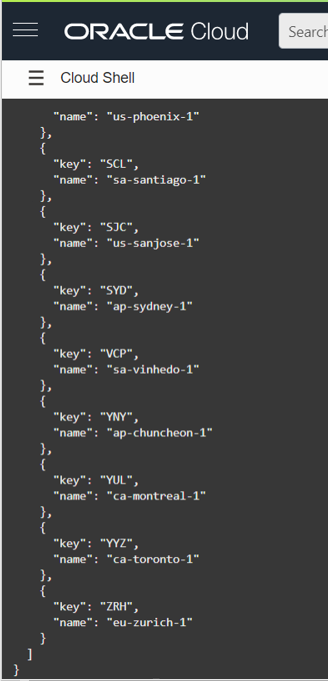 ORACLE Cloud
Search
Cloud Shell
"name": "us-phoenix-1"
},
{
"key": "SCL",
"name": "sa-santiago-1"
},
{
"key": "SJC",
"name": "us-sanjose-1"
},
{
"key": "SYD",
"name": "ap-sydney-1"
},
{
"key": "VCP",
"name": "sa-vinhedo-1"
},
{
"key": "YNY",
"name": "ap-chuncheon-1"
},
{
"key": "YUL",
"name": "ca-montreal-1"
},
{
"key": "YYZ",
"name": "ca-toronto-1"
},
{
"key": "ZRH",
"name": "eu-zurich-1"
}
]
}